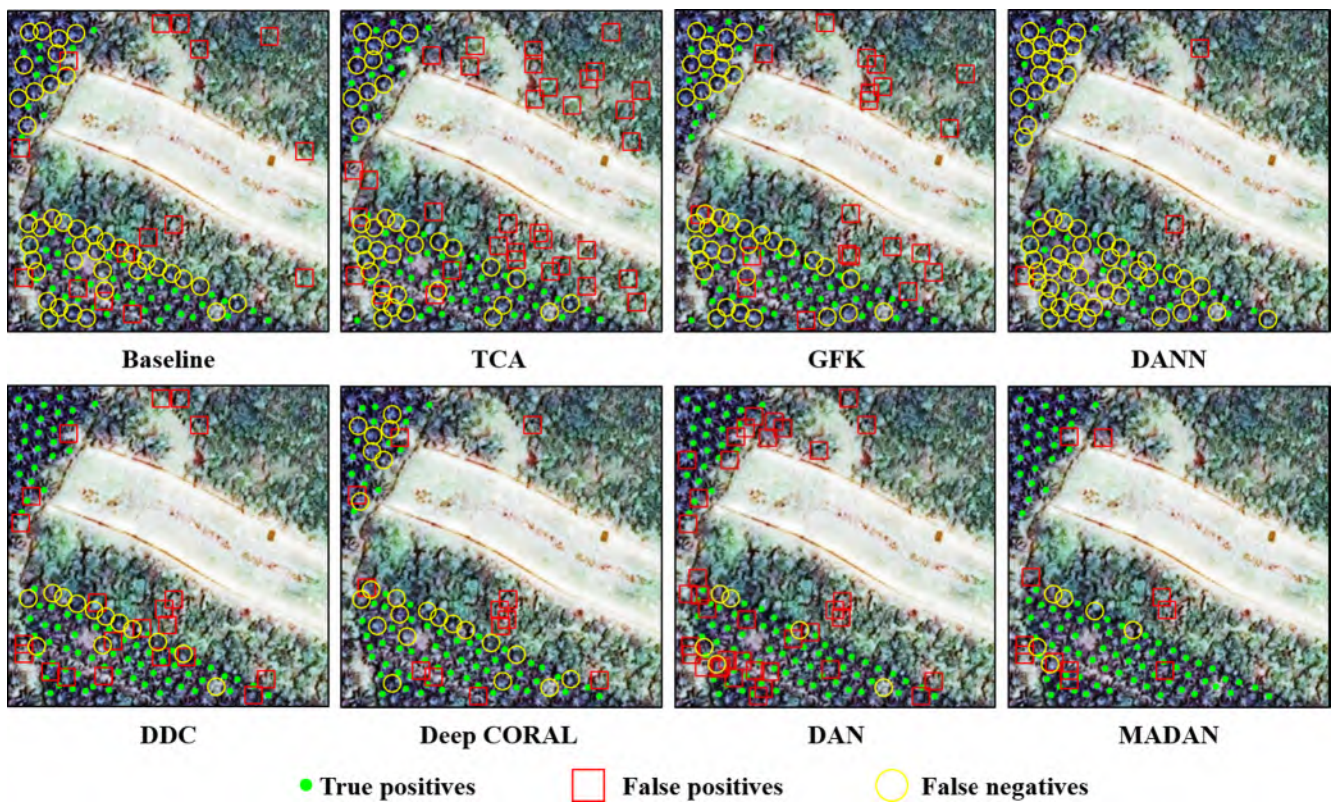 Baseline TCA GFK DANN
DDC Deep CORAL DAN MADAN
True positives False positives False negatives